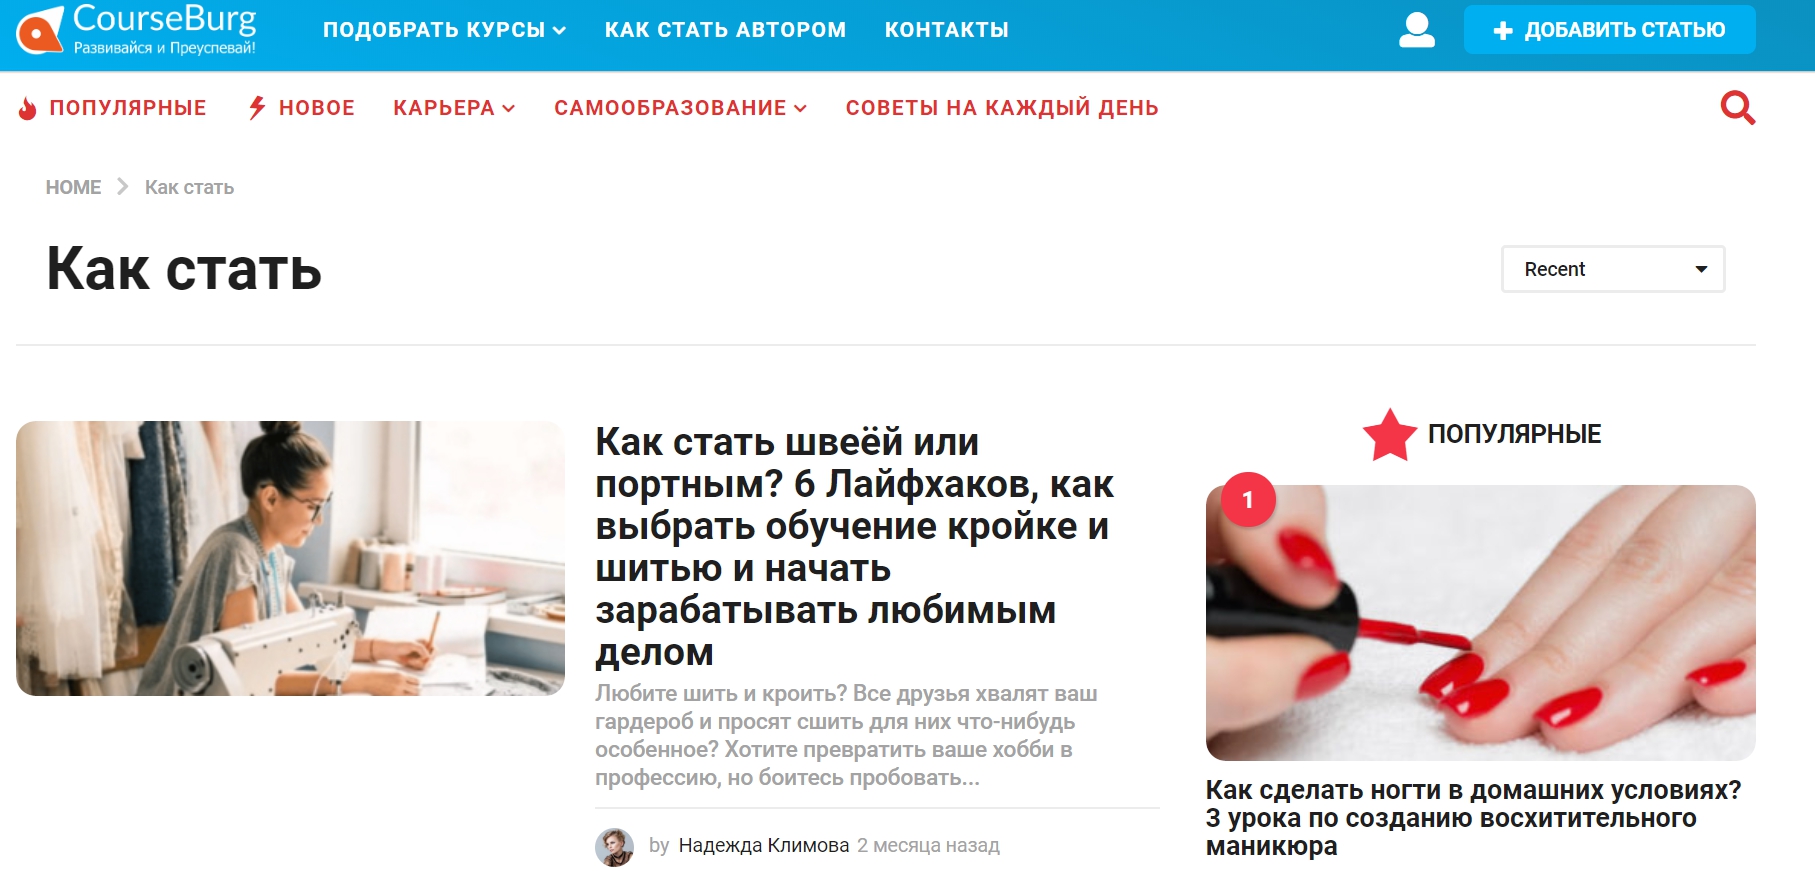 CourseBurg
Развивайся и Преуспевай!
ПОДОБРАТЬ КУРСЫ
КАК СТАТЬ АВТОРОМ
КОНТАКТЫ
ДОБАВИТЬ СТАТЬЮ
ПОПУЛЯРНЫЕ
НОВОЕ
КАРЬЕРА
САМООБРАЗОВАНИЕ
СОВЕТЫ НА КАЖДЫЙ ДЕНЬ
HOME
Как стать
Как стать
Recent
Как стать швеёй или
портным? 6 Лайфхаков, как
выбрать обучение кройке и
шитью и начать
зарабатывать любимым
делом
Любите шить и кроить? Все друзья хвалят ваш
гардероб и просят сшить для них что-нибудь
особенное? Хотите превратить ваше хобби в
профессию, но боитесь пробовать...
by Надежда Климова 2 месяца назад
ПОПУЛЯРНЫЕ
1
Как сделать ногти в домашних условиях?
3 урока по созданию восхитительного
маникюра